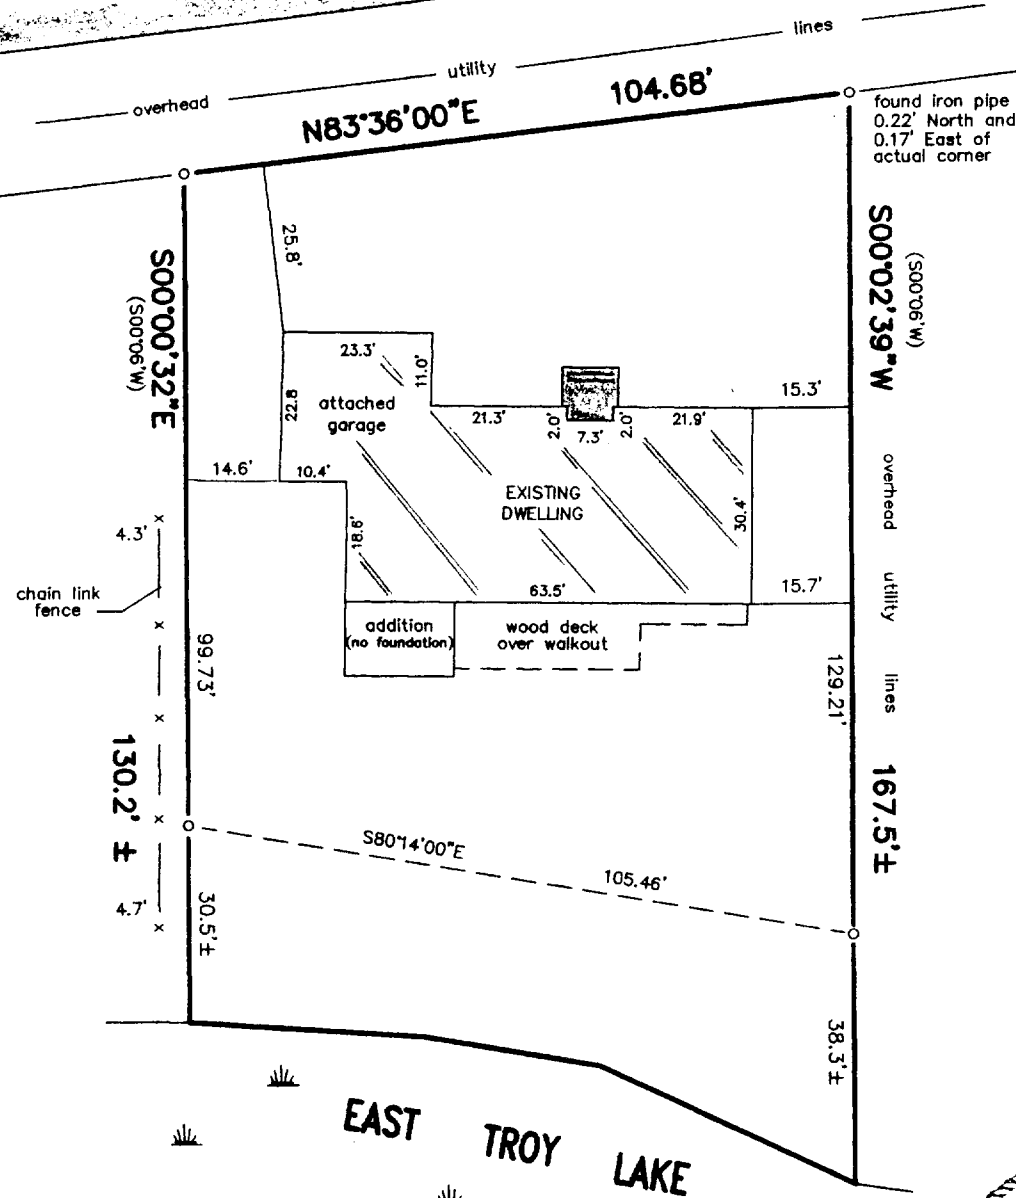 lines
utility
overhead
104.68'
N83°36'00"E
found iron pipe
0.22' North and
0.17' East of
actual corner
25.8'
S00°00'32"E
(S00°06'W)
S00°02'39"W
(S00°06'W)
23.3'
11.0'
22.8
attached
garage
15.3'
21.3'
2.0'
7.3'
2.0'
21.9'
14.6'
10.4'
EXISTING
DWELLING
30.4'
18.6'
overhead
utility
lines
4.3'
chain link
fence
63.5'
15.7'
addition
(no foundation)
wood deck
over walkout
99.73'
129.21'
130.2' ±
167.5'±
S80°14'00"E
105.46'
4.7'
30.5'±
38.3'±
EAST TROY LAKE